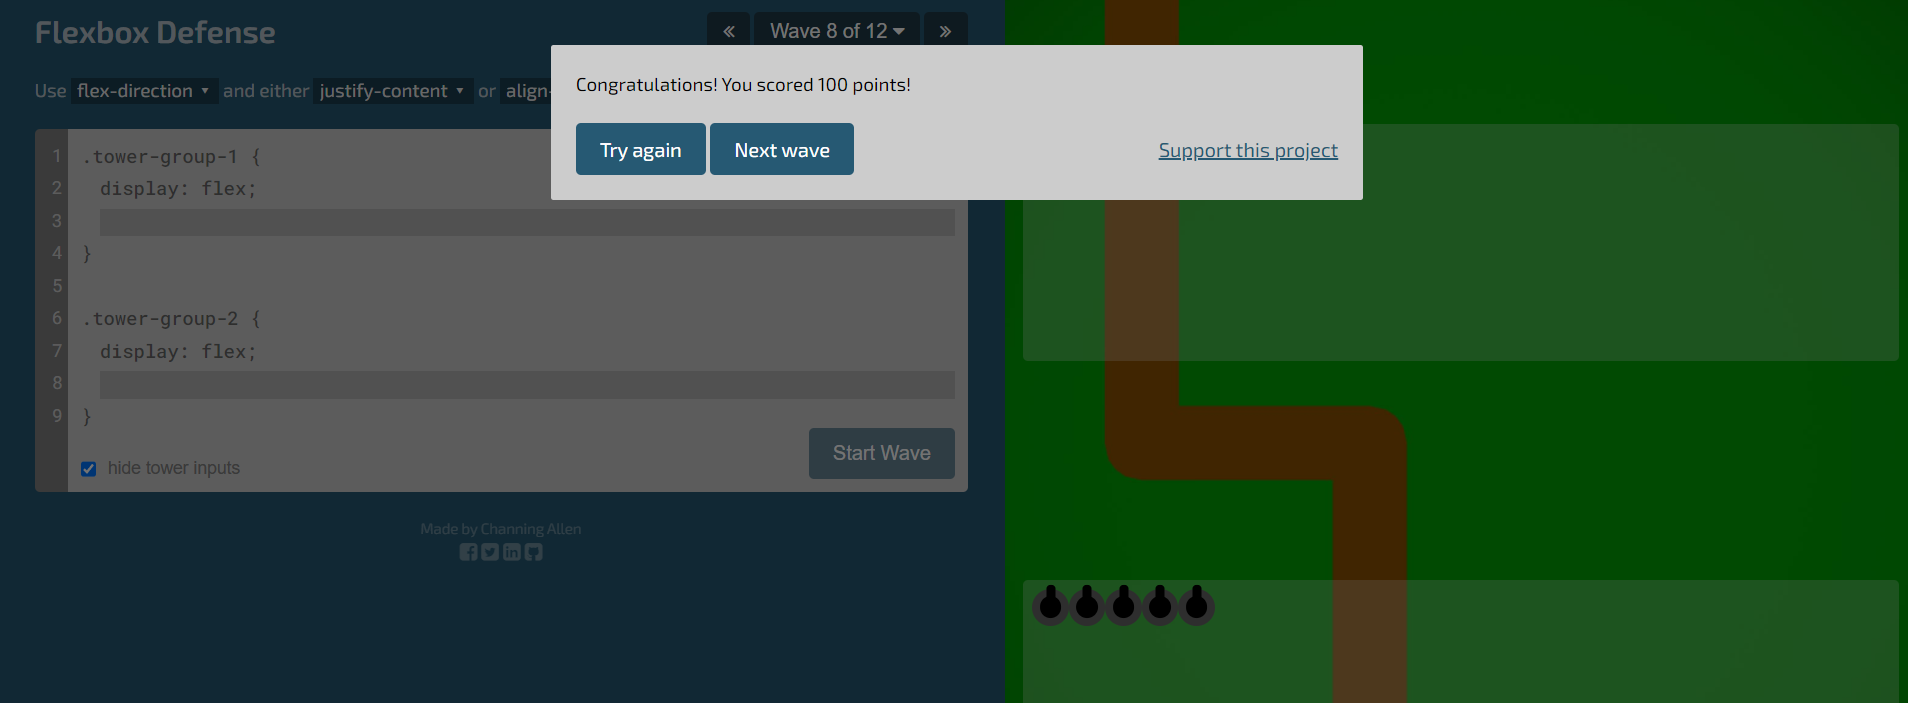 Flexbox Defense
«
Wave 8 of 12
»
Use flex-direction and either justify-content or align-
Congratulations! You scored 100 points!
Try again
Next wave
Support this project
1 .tower-group-1 {
2 display: flex;
3
4 }
5
6 .tower-group-2 {
7 display: flex;
8
9 }
hide tower inputs
Start Wave
Made by Channing Allen